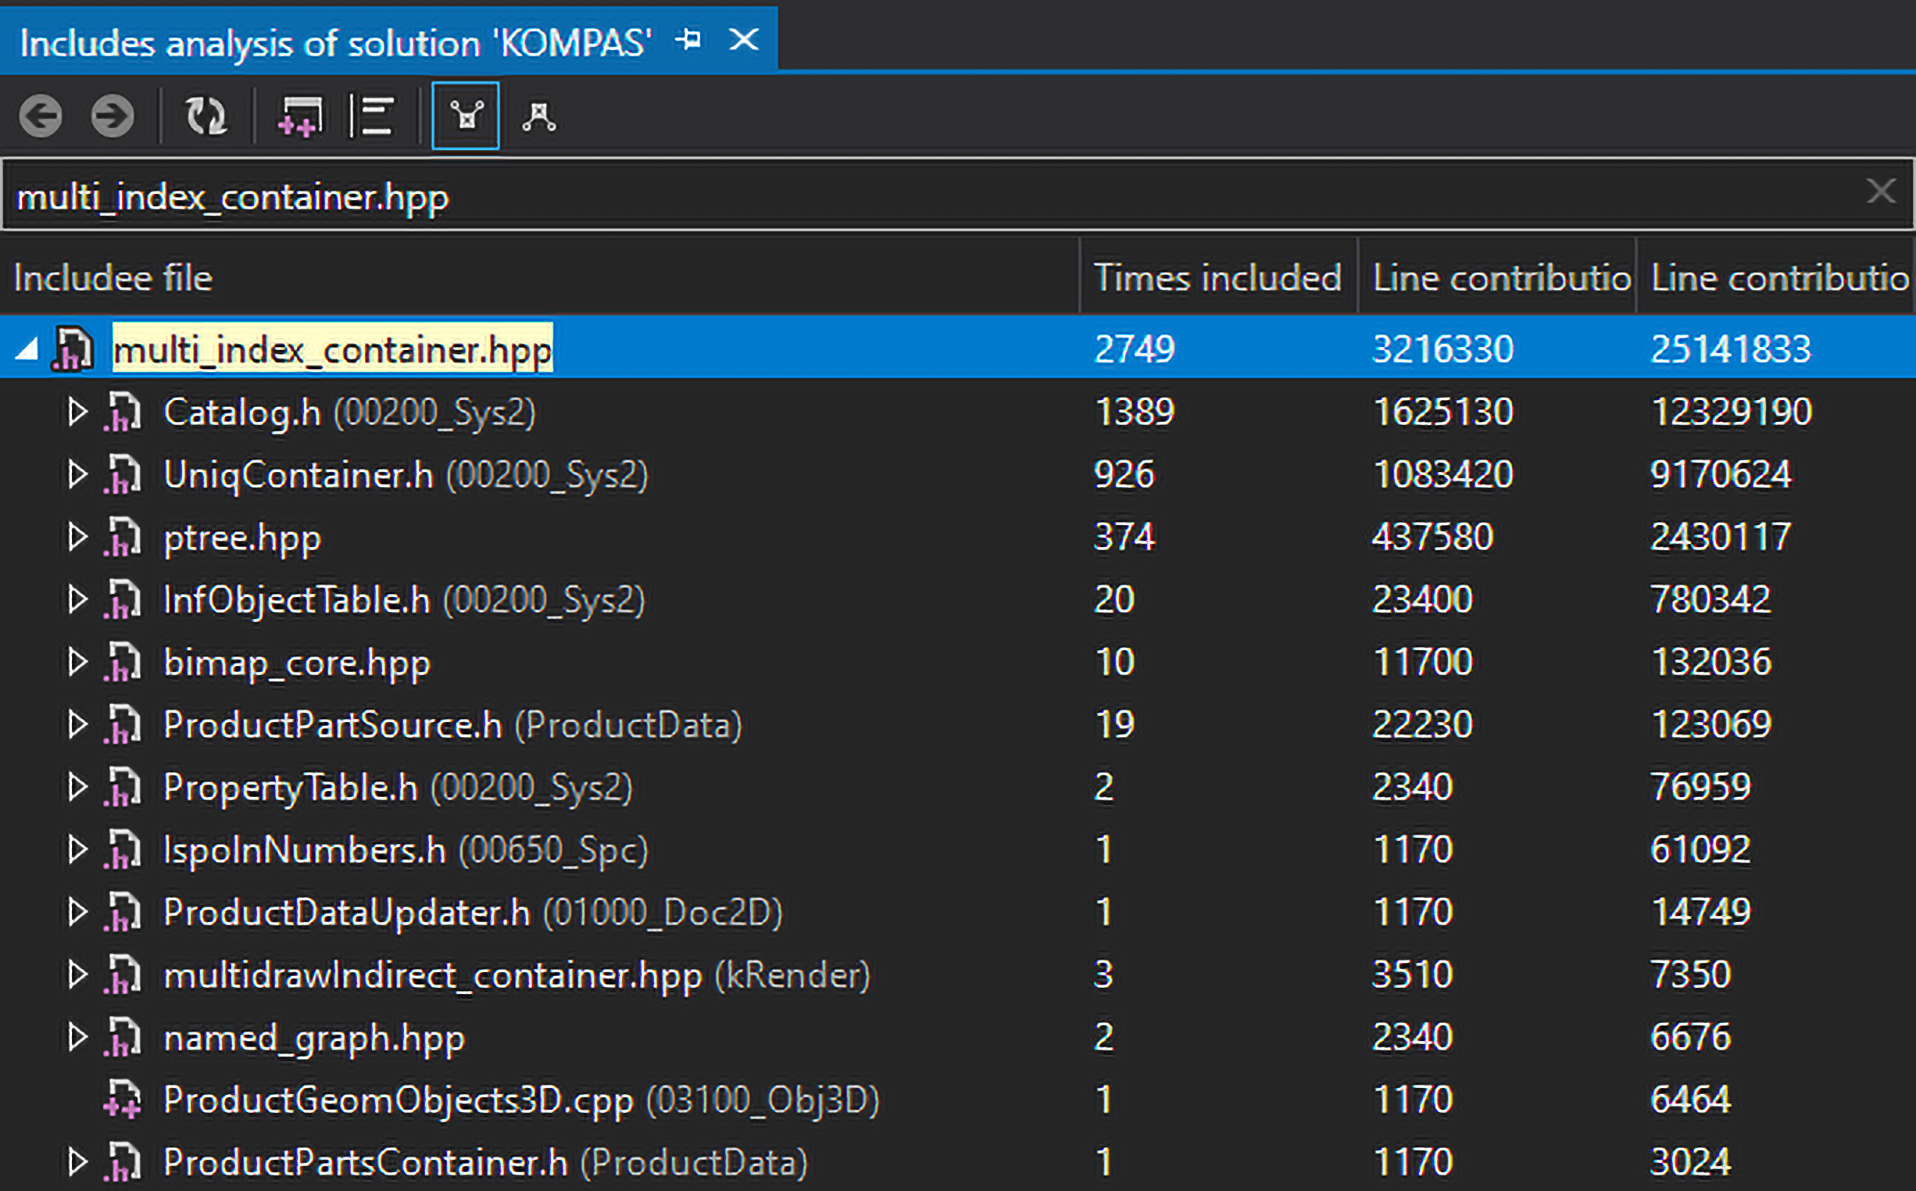 Includes analysis of solution 'KOMPAS'
multi_index_container.hpp
Includee file Times included Line contributio Line contributio
multi_index_container.hpp 2749 3216330 25141833
Catalog.h (00200_Sys2) 1389 1625130 12329190
UniqContainer.h (00200_Sys2) 926 1083420 9170624
ptree.hpp 374 437580 2430117
InfObjectTable.h (00200_Sys2) 20 23400 780342
bimap_core.hpp 10 11700 132036
ProductPartSource.h (ProductData) 19 22230 123069
PropertyTable.h (00200_Sys2) 2 2340 76959
IspoInNumbers.h (00650_Spc) 1 1170 61092
ProductDataUpdater.h (01000_Doc2D) 1 1170 14749
multidrawIndirect_container.hpp (kRender) 3 3510 7350
named_graph.hpp 2 2340 6676
ProductGeomObjects3D.cpp (03100_Obj3D) 1 1170 6464
ProductPartsContainer.h (ProductData) 1 1170 3024